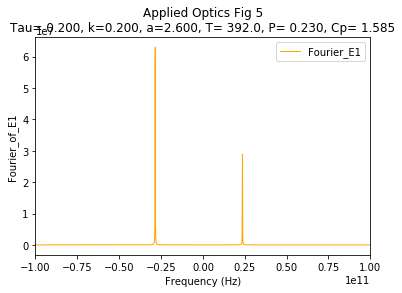 Applied Optics Fig 5
Tau= 0.200, k=0.200, a=2.600, T= 392.0, P= 0.230, Cp= 1.585
1e7
Fourier_E1
6
5
4
3
2
1
0
Fourier_of_E1
−1.00 −0.75 −0.50 −0.25 0.00 0.25 0.50 0.75 1.00
Frequency (Hz)
1e11